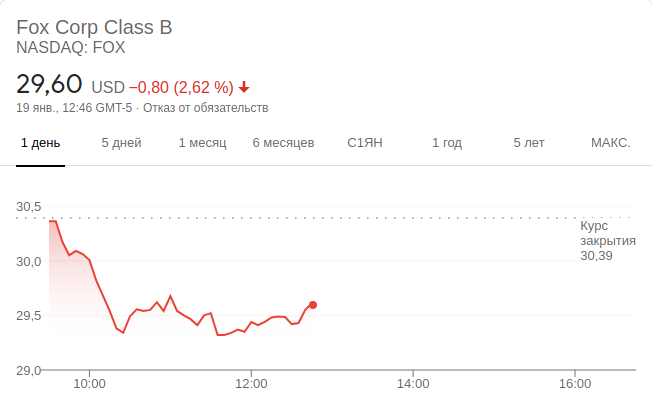 Fox Corp Class B
NASDAQ: FOX
29,60 USD −0,80 (2,62 %)
19 янв., 12:46 GMT-5 · Отказ от обязательств
1 день 5 дней 1 месяц 6 месяцев С1ЯН 1 год 5 лет МАКС.
30,5
Курс
закрытия
30,39
30,0
29,5
29,0
10:00 12:00 14:00 16:00